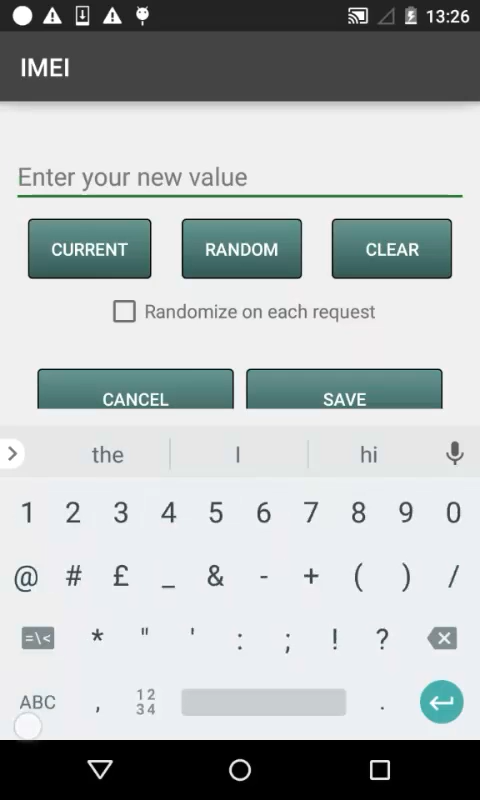 13:26
IMEI
Enter your new value
CURRENT RANDOM CLEAR
Randomize on each request
CANCEL SAVE
the I hi
1 2 3 4 5 6 7 8 9 0
@ # £ _ & - + ( ) /
=\< * " ' : ; ! ?
ABC , 12 34 .